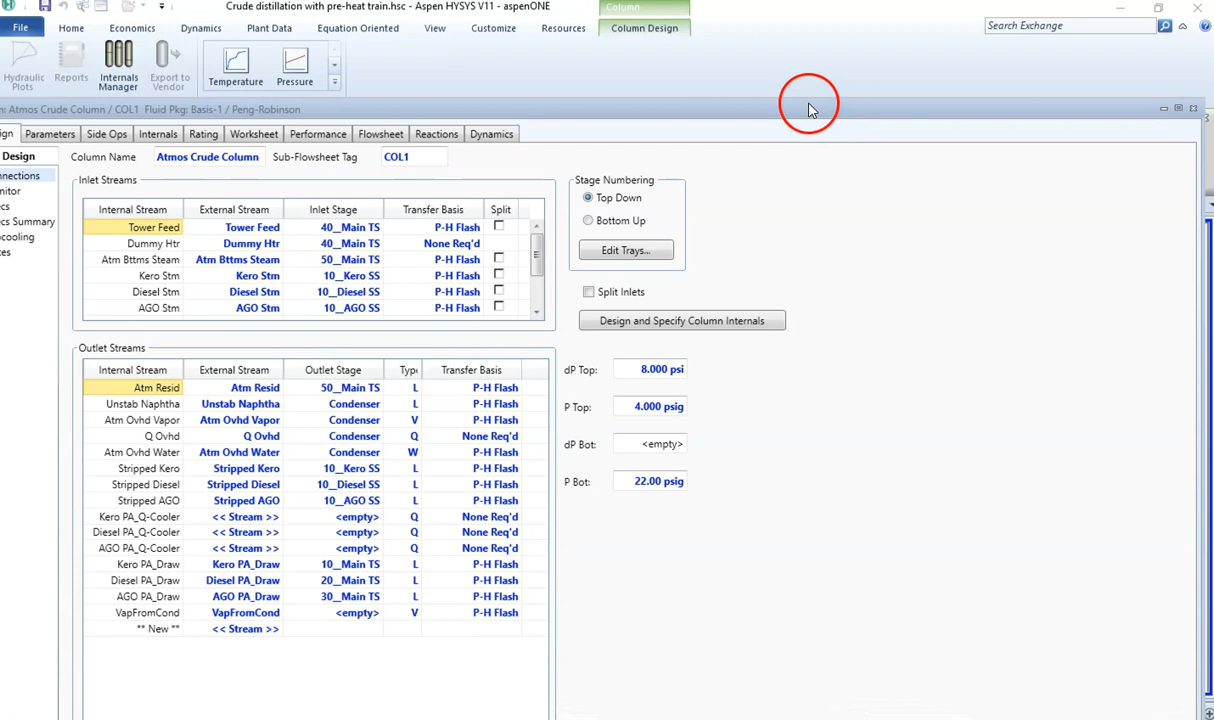 Crude distillation with pre-heat train.hsc - Aspen HYSYS V11 - aspenONE
Column
File Home Economics Dynamics Plant Data Equation Oriented View Customize Resources Column Design Search Exchange
Hydraulic Plots
Reports
Internals Manager
Export to Vendor
Temperature
Pressure
n: Atmos Crude Column / COL1 Fluid Pkg: Basis-1 / Peng-Robinson
gn Parameters Side Ops Internals Rating Worksheet Performance Flowsheet Reactions Dynamics
Design
nnections
nitor
cs
cs Summary
cooling
tes
Column Name Atmos Crude Column Sub-Flowsheet Tag COL1
Inlet Streams
Internal Stream External Stream Inlet Stage Transfer Basis Split
Tower Feed Tower Feed 40__Main TS P-H Flash
Dummy Htr Dummy Htr 40__Main TS None Req'd
Atm Bttms Steam Atm Bttms Steam 50__Main TS P-H Flash
Kero Stm Kero Stm 10__Kero SS P-H Flash
Diesel Stm Diesel Stm 10__Diesel SS P-H Flash
AGO Stm AGO Stm 10__AGO SS P-H Flash
Stage Numbering
Top Down
Bottom Up
Edit Trays...
Split Inlets
Design and Specify Column Internals
Outlet Streams
Internal Stream External Stream Outlet Stage Type Transfer Basis
Atm Resid Atm Resid 50__Main TS L P-H Flash
Unstab Naphtha Unstab Naphtha Condenser L P-H Flash
Atm Ovhd Vapor Atm Ovhd Vapor Condenser V P-H Flash
Q Ovhd Q Ovhd Condenser Q None Req'd
Atm Ovhd Water Atm Ovhd Water Condenser W P-H Flash
Stripped Kero Stripped Kero 10__Kero SS L P-H Flash
Stripped Diesel Stripped Diesel 10__Diesel SS L P-H Flash
Stripped AGO Stripped AGO 10__AGO SS L P-H Flash
Kero PA_Q-Cooler << Stream >> <empty> Q None Req'd
Diesel PA_Q-Cooler << Stream >> <empty> Q None Req'd
AGO PA_Q-Cooler << Stream >> <empty> Q None Req'd
Kero PA_Draw Kero PA_Draw 10__Main TS L P-H Flash
Diesel PA_Draw Diesel PA_Draw 20__Main TS L P-H Flash
AGO PA_Draw AGO PA_Draw 30__Main TS L P-H Flash
VapFromCond VapFromCond <empty> V P-H Flash
** New ** << Stream >>
dP Top: 8.000 psi
P Top: 4.000 psig
dP Bot: <empty>
P Bot: 22.00 psig